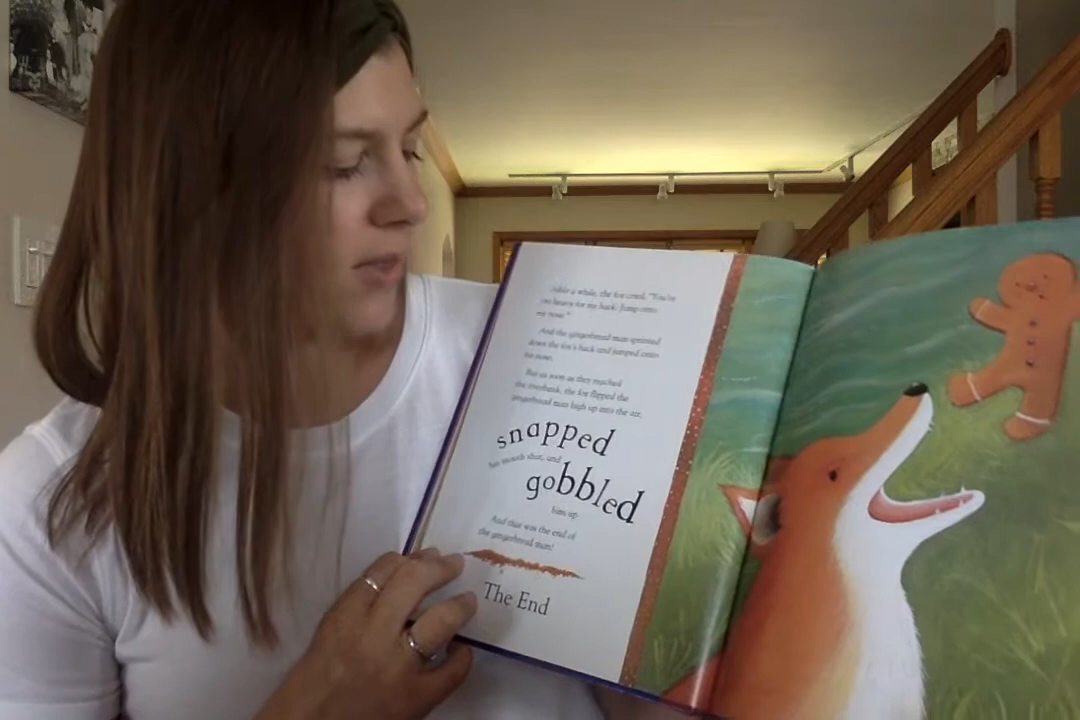 After a while, the fox cried, "You're
too heavy for my back. Jump onto
my nose."
And the gingerbread man sprinted
down the fox's back and jumped onto
his nose.
But as soon as they reached
the riverbank, the fox flipped the
gingerbread man high up into the air,
snapped
his mouth shut, and
gobbled
him up.
And that was the end of
the gingerbread man!
The End